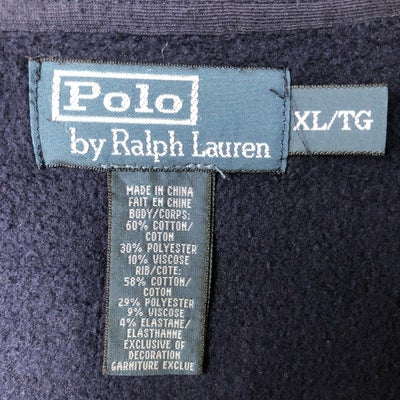 Polo
by Ralph Lauren
XL/TG
MADE IN CHINA
FAIT EN CHINE
BODY/CORPS:
60% COTTON/
COTON
30% POLYESTER
10% VISCOSE
RIB/COTE:
58% COTTON/
COTON
29% POLYESTER
9% VISCOSE
4% ELASTANE/
ELASTHANNE
EXCLUSIVE OF
DECORATION
GARNITURE EXCLUE